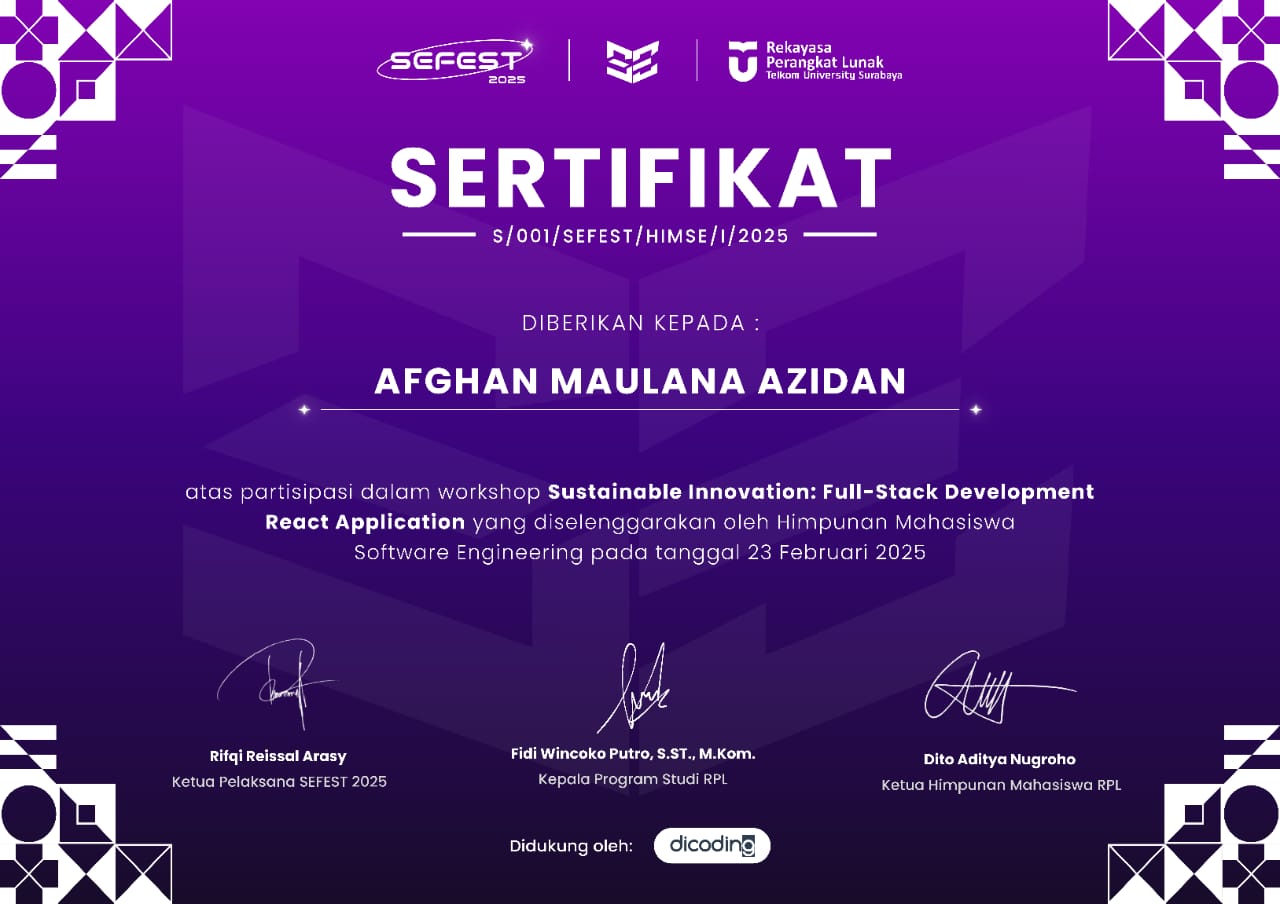 SEFEST
2025
Rekayasa
Perangkat Lunak
Telkom University Surabaya
SERTIFIKAT
S/001/SEFEST/HIMSE/I/2025
DIBERIKAN KEPADA :
AFGHAN MAULANA AZIDAN
atas partisipasi dalam workshop Sustainable Innovation: Full-Stack Development
React Application yang diselenggarakan oleh Himpunan Mahasiswa
Software Engineering pada tanggal 23 Februari 2025
Rifqi Reissal Arasy
Ketua Pelaksana SEFEST 2025
Fidi Wincoko Putro, S.ST., M.Kom.
Kepala Program Studi RPL
Dito Aditya Nugroho
Ketua Himpunan Mahasiswa RPL
Didukung oleh: dicoding